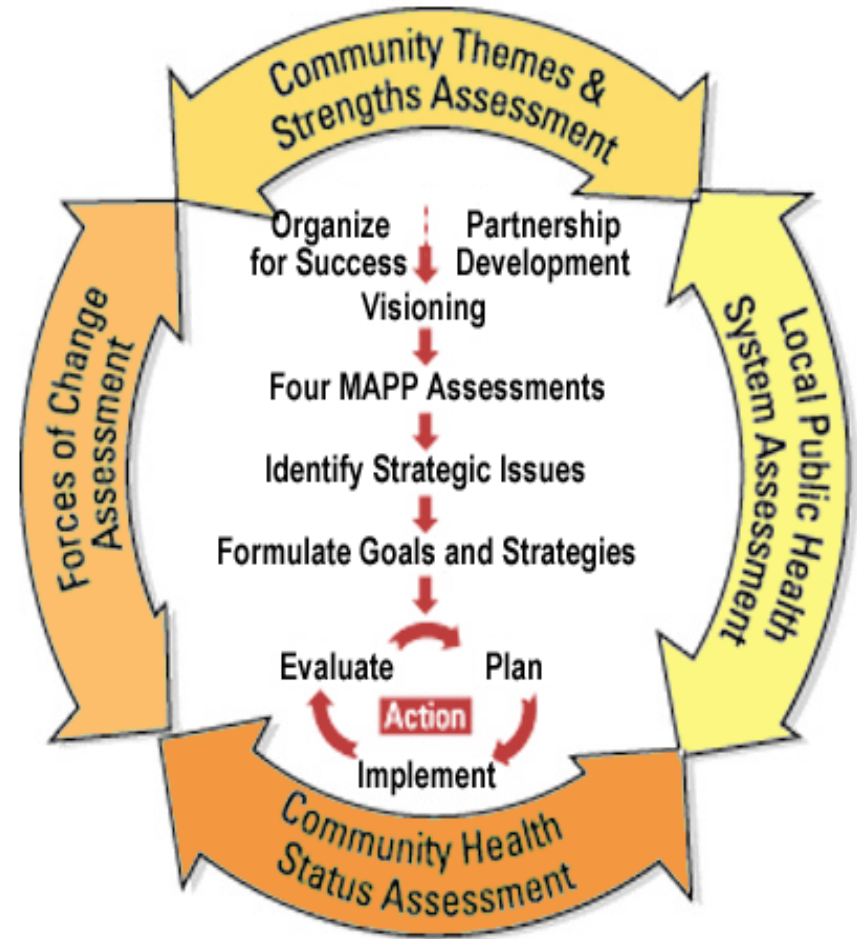 Community Themes &
Strengths Assessment
Organize
for Success
Partnership
Development
Visioning
Four MAPP Assessments
Identify Strategic Issues
Formulate Goals and Strategies
Evaluate
Plan
Action
Implement
Forces of Change
Assessment
Local Public Health
System Assessment
Community Health
Status Assessment